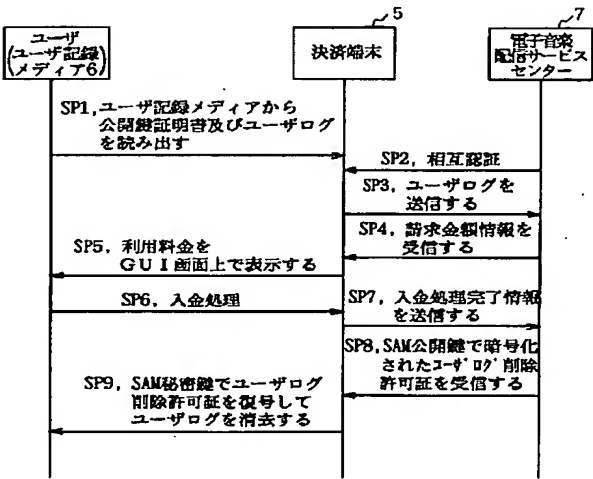 ユーザ
(ユーザ記録)
(メディア6)
5
決済端末
7
電子音楽
配信サービス
センター
SP1,ユーザ記録メディアから
公開鍵証明書及びユーザログ
を読み出す
SP2, 相互認証
SP3, ユーザログを
送信する
SP4, 請求金額情報を
受信する
SP5, 利用料金を
GUI画面上で表示する
SP6, 入金処理
SP7, 入金処理完了情報
を送信する
SP8, SAM公開鍵で暗号化
されたユーザログ削除
許可証を受信する
SP9, SAM秘密鍵でユーザログ
削除許可証を復号して
ユーザログを消去する